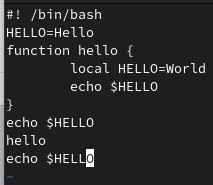 #! /bin/bash
HELLO=Hello
function hello {
        local HELLO=World
        echo $HELLO
}
echo $HELLO
hello
echo $HELLO
~